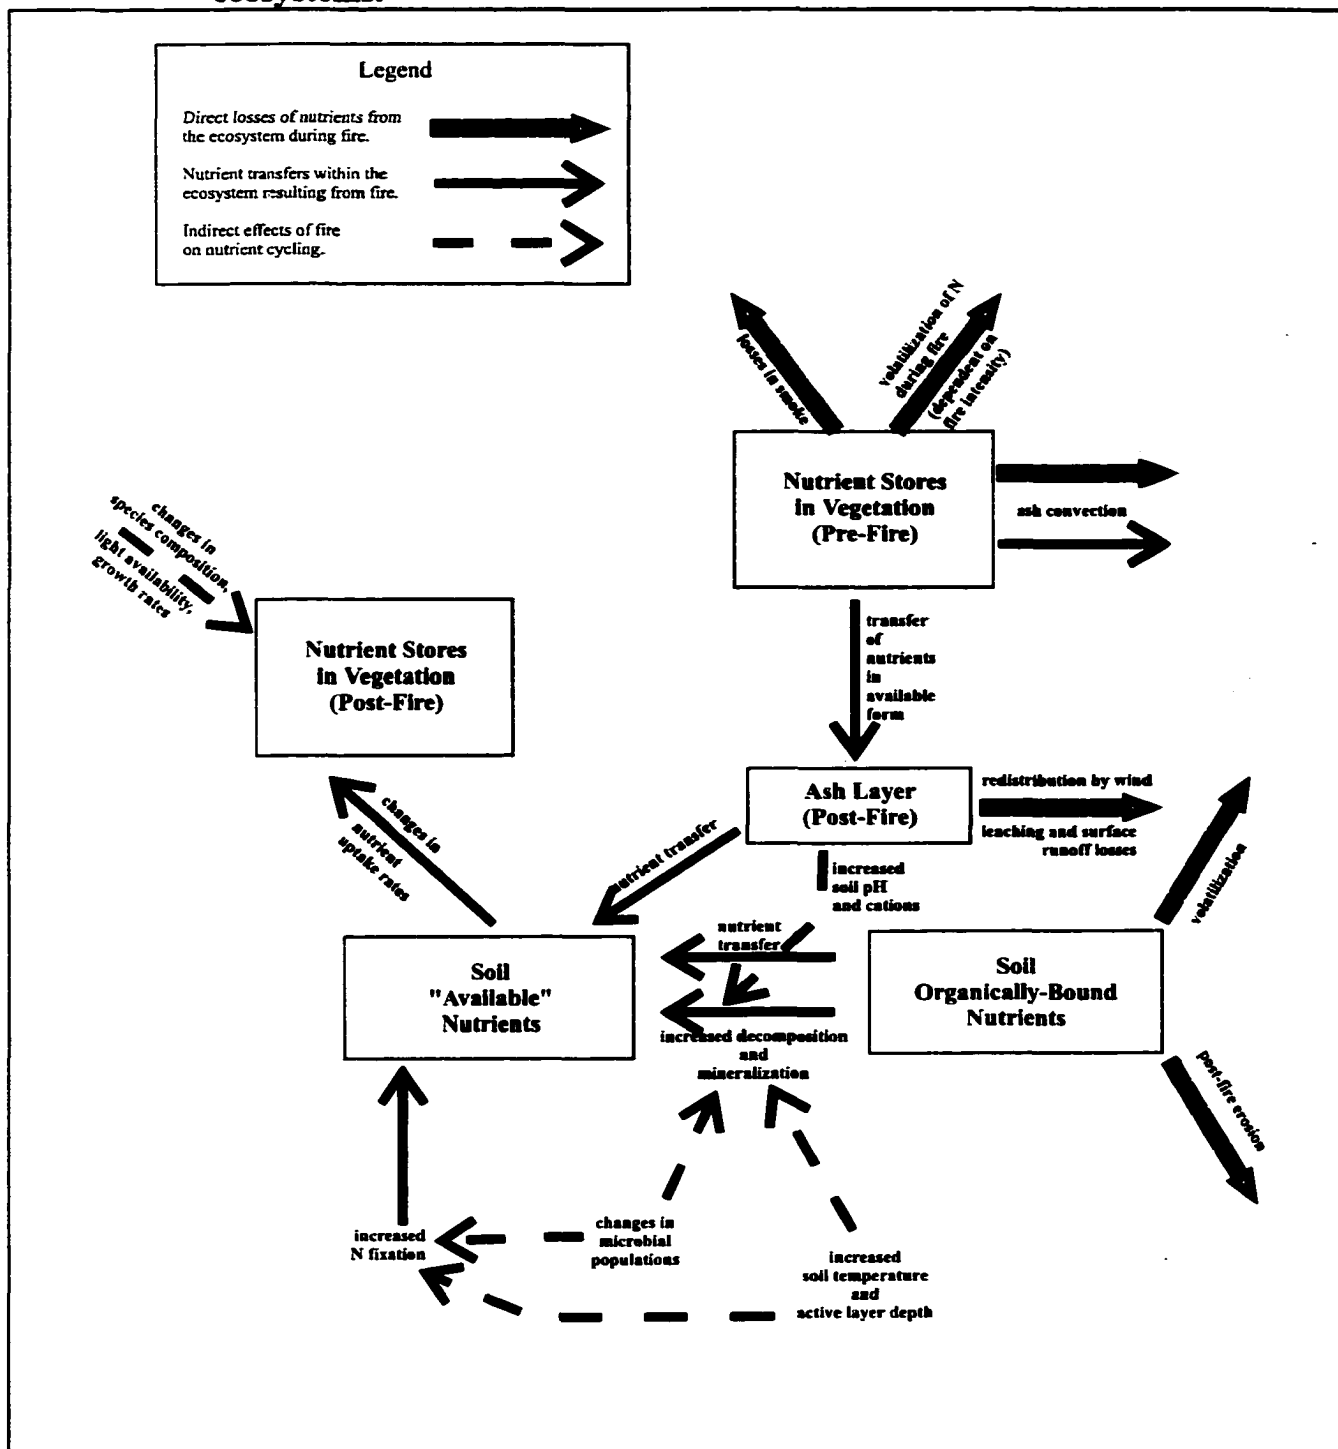 ecosystems.
Legend
Direct losses of nutrients from
the ecosystem during fire.
Nutrient transfers within the
ecosystem resulting from fire.
Indirect effects of fire
on nutrient cycling.
losses in smoke
volatilization of N
during fire
(dependent on
fire intensity)
Nutrient Stores
in Vegetation
(Pre-Fire)
ash convection
changes in
species composition,
light availability,
growth rates
Nutrient Stores
in Vegetation
(Post-Fire)
transfer
of
nutrients
in
available
form
Ash Layer
(Post-Fire)
redistribution by wind
leaching and surface
runoff losses
changes in
nutrient
uptake rates
nutrient transfer
increased
soil pH
and cations
volatilization
nutrient
transfer
Soil
"Available"
Nutrients
Soil
Organically-Bound
Nutrients
increased decomposition
and
mineralization
post-fire erosion
increased
N fixation
changes in
microbial
populations
increased
soil temperature
and
active layer depth